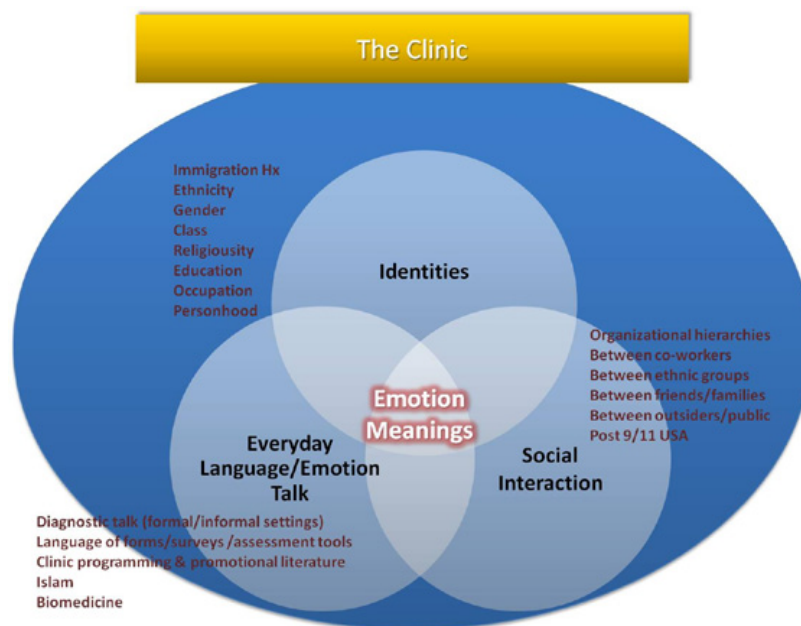 The Clinic
Immigration Hx
Ethnicity
Gender
Class
Religiousity
Education
Occupation
Personhood
Identities
Organizational hierarchies
Between co-workers
Between ethnic groups
Between friends/families
Between outsiders/public
Post 9/11 USA
Emotion
Meanings
Everyday
Language/Emotion
Talk
Social
Interaction
Diagnostic talk (formal/informal settings)
Language of forms/surveys /assessment tools
Clinic programming & promotional literature
Islam
Biomedicine